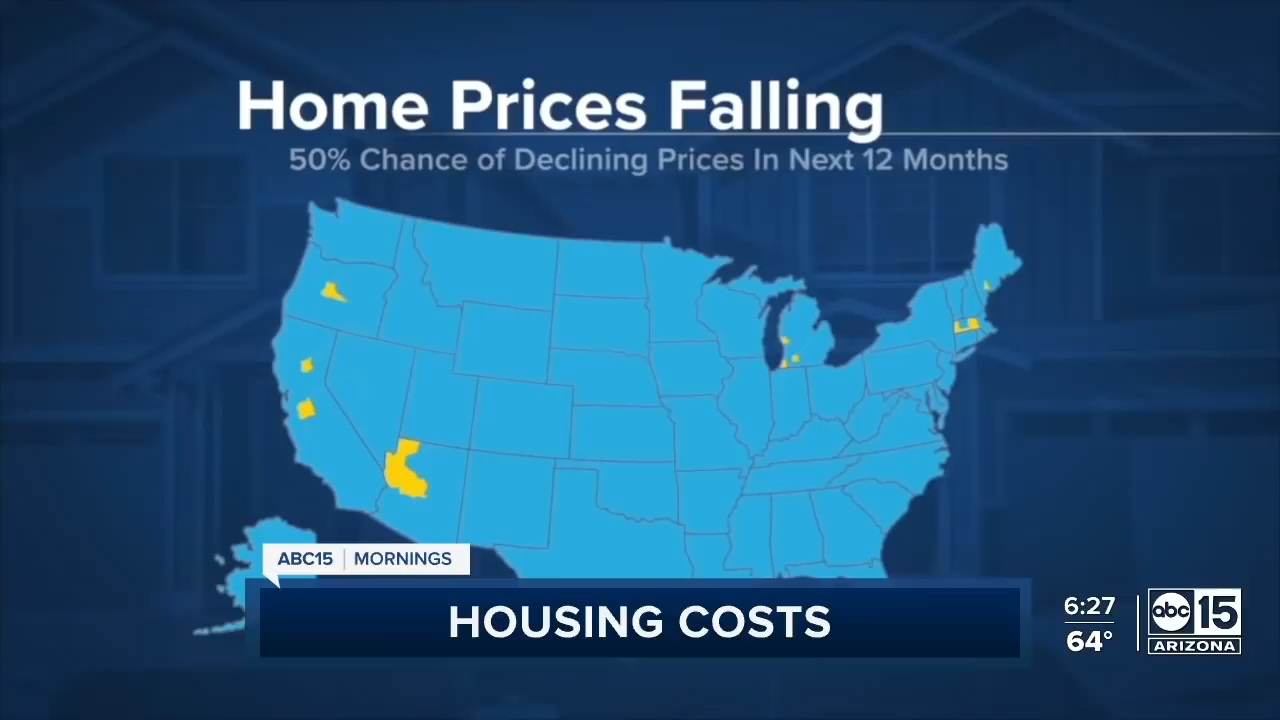 Home Prices Falling
50% Chance of Declining Prices In Next 12 Months
ABC15 | MORNINGS
HOUSING COSTS
6:27
64°
abc 15
ARIZONA